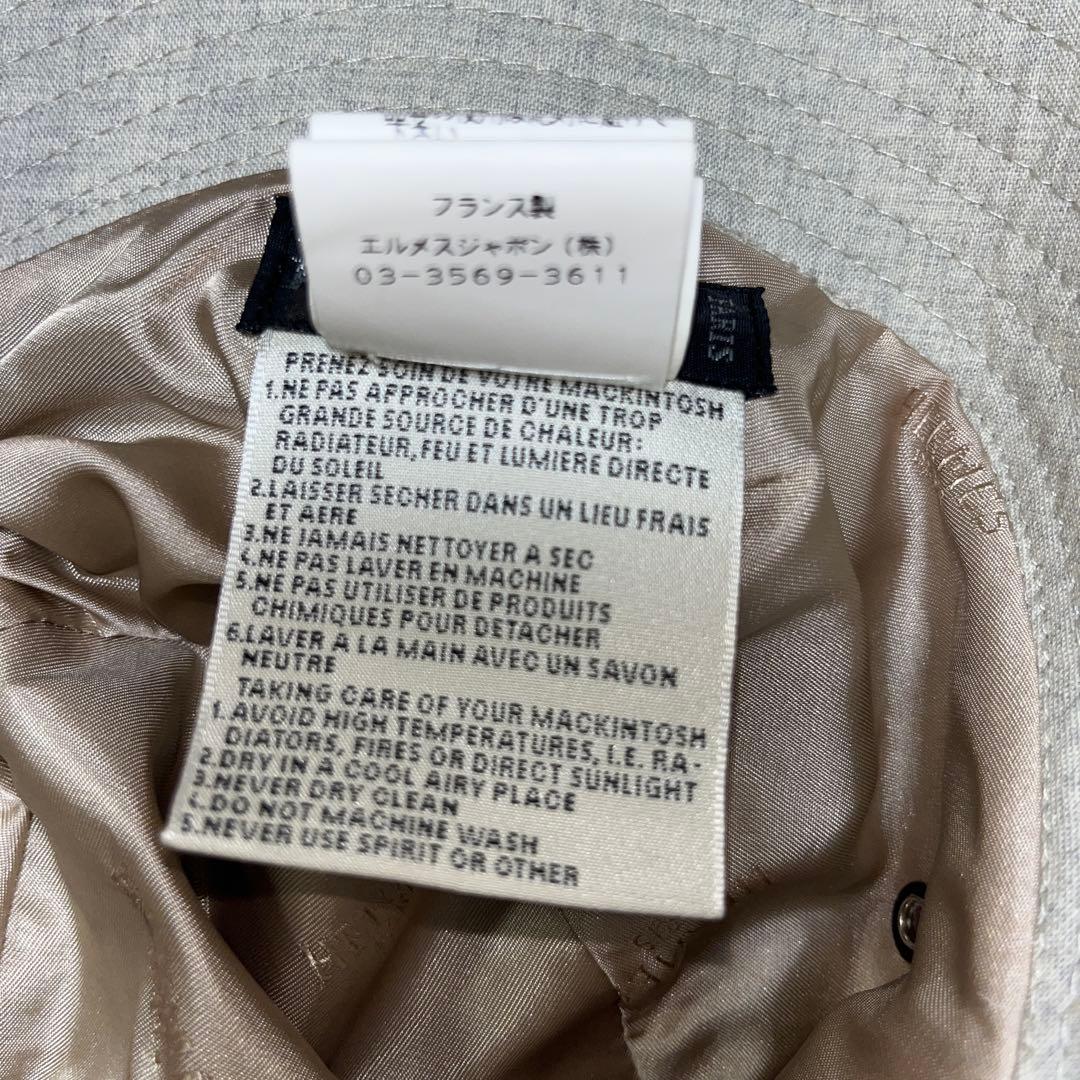 下さい
フランス製
エルメスジャポン（株）
03-3569-3611
PARIS
PRENEZ SOIN DE VOTRE MACKINTOSH
1.NE PAS APPROCHER D'UNE TROP
GRANDE SOURCE DE CHALEUR:
RADIATEUR, FEU ET LUMIERE DIRECTE
DU SOLEIL
2.LAISSER SECHER DANS UN LIEU FRAIS
ET AERE
3.NE JAMAIS NETTOYER A SEC
4.NE PAS LAVER EN MACHINE
5.NE PAS UTILISER DE PRODUITS
CHIMIQUES POUR DETACHER
6.LAVER A LA MAIN AVEC UN SAVON
NEUTRE
TAKING CARE OF YOUR MACKINTOSH
1.AVOID HIGH TEMPERATURES, I.E. RA-
DIATORS, FIRES OR DIRECT SUNLIGHT
2.DRY IN A COOL AIRY PLACE
3.NEVER DRY CLEAN
4.DO NOT MACHINE WASH
5.NEVER USE SPIRIT OR OTHER